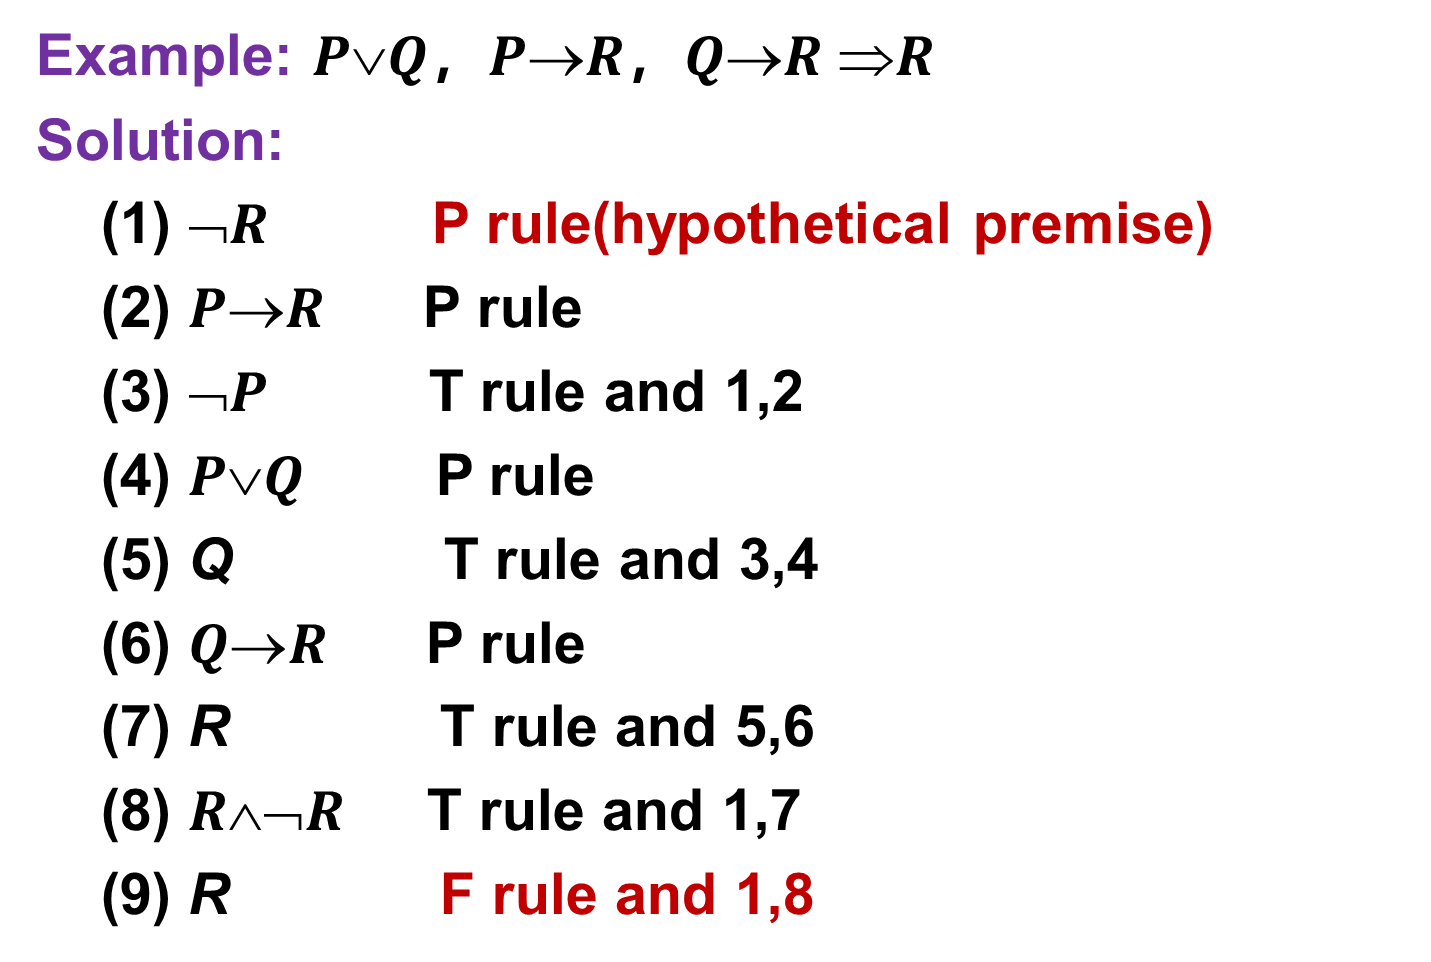 Example: P∨Q, P→R, Q→R ⇒R
Solution:
(1) ¬R P rule(hypothetical premise)
(2) P→R P rule
(3) ¬P T rule and 1,2
(4) P∨Q P rule
(5) Q T rule and 3,4
(6) Q→R P rule
(7) R T rule and 5,6
(8) R∧¬R T rule and 1,7
(9) R F rule and 1,8